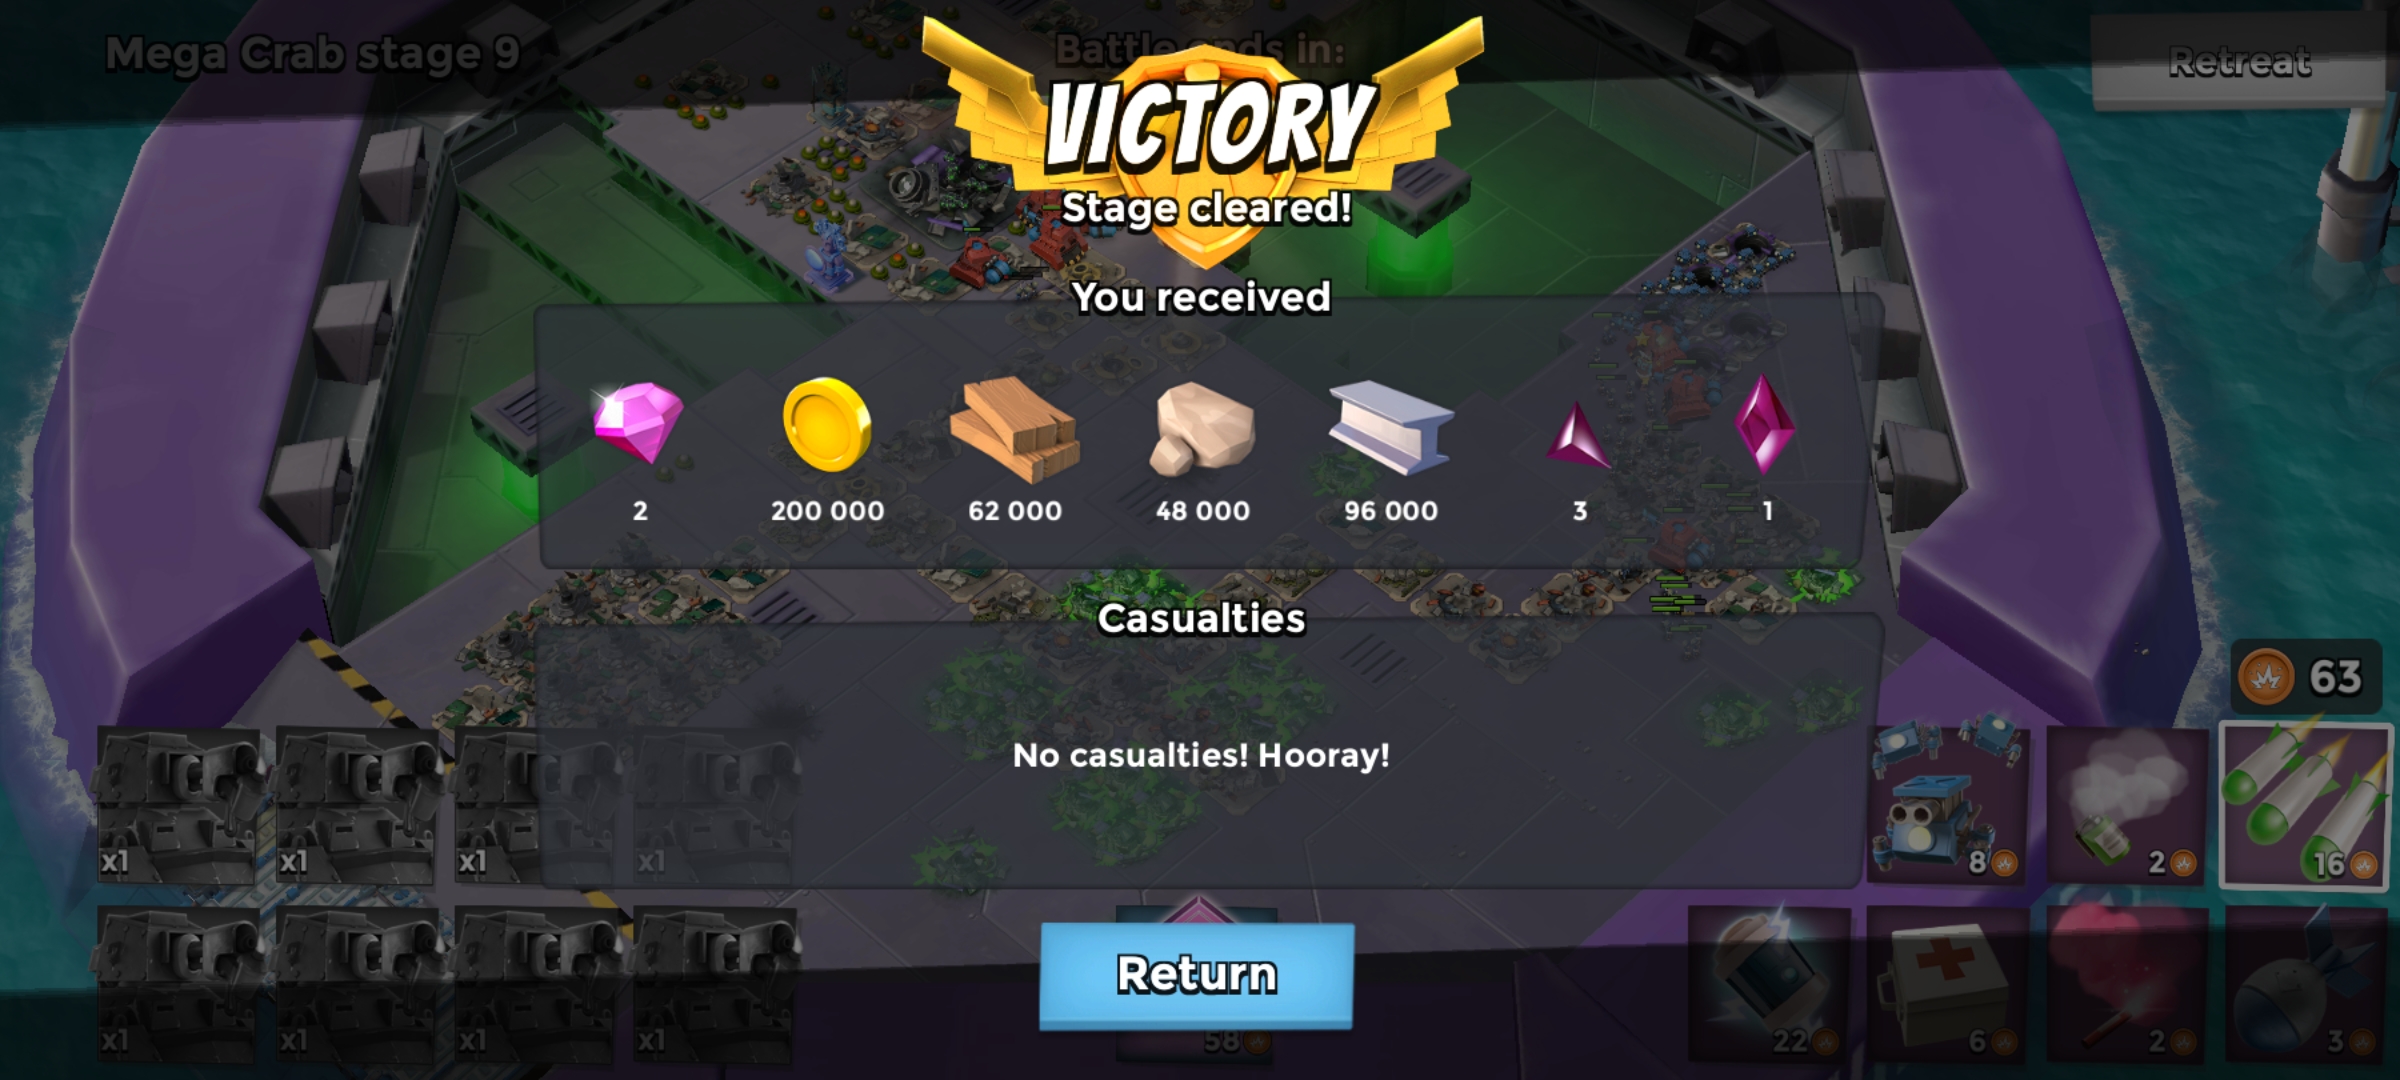 Mega Crab stage 9
Battle ends in:
Retreat
VICTORY
Stage cleared!
You received
2
200 000
62 000
48 000
96 000
3
1
Casualties
No casualties! Hooray!
63
x1
x1
x1
x1
8
2
16
x1
x1
x1
x1
Return
58
22
6
2
3